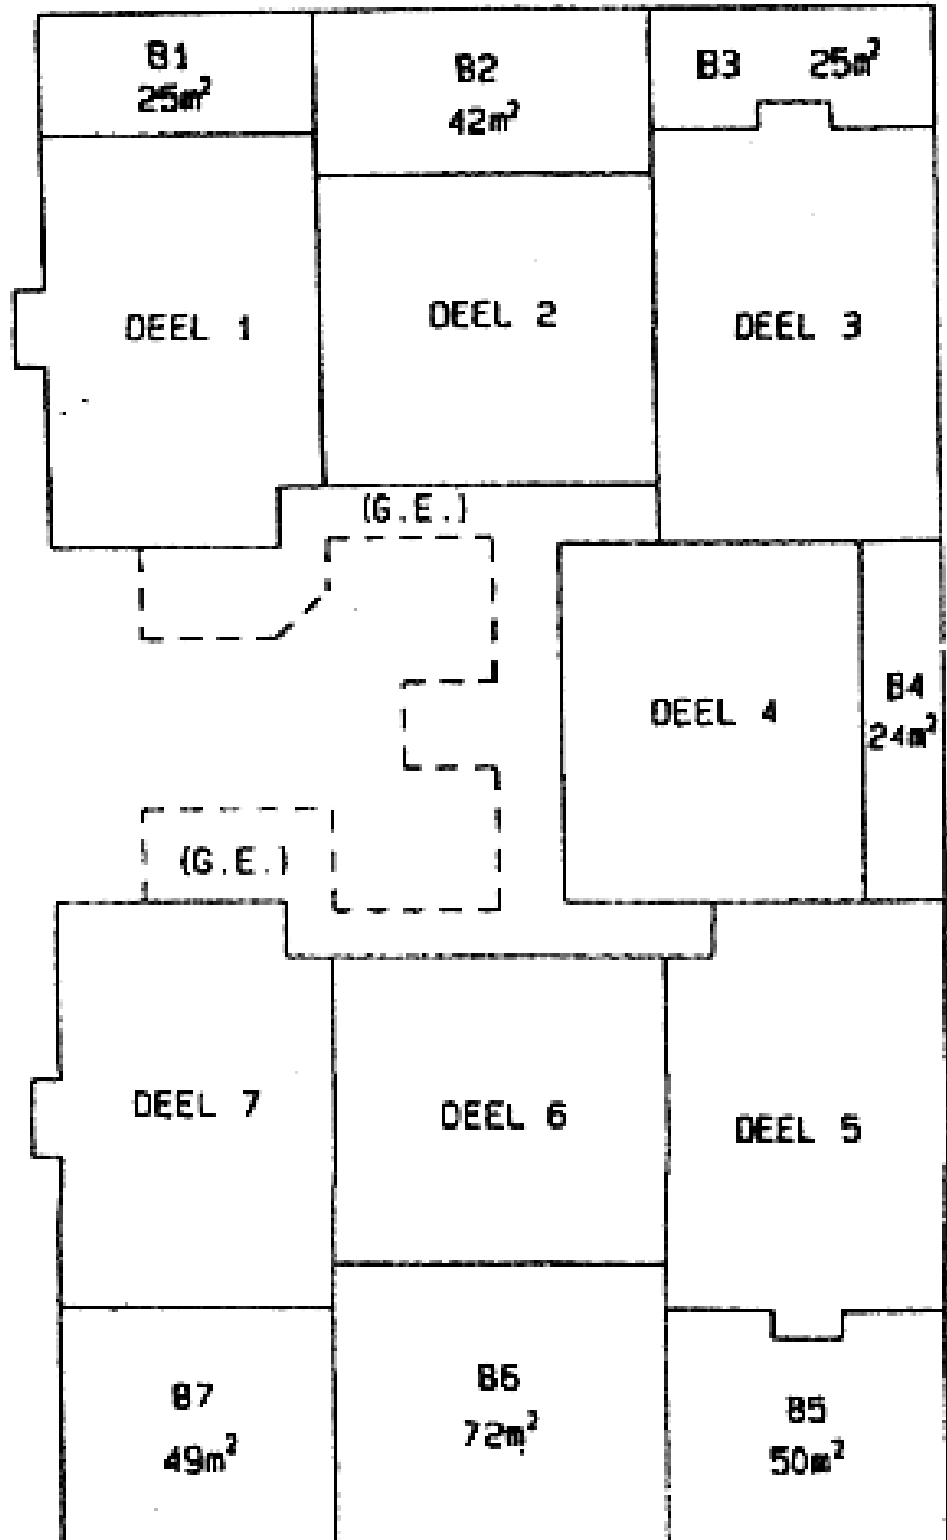 B1
25m²
B2
42m²
B3 25m²
DEEL 1
DEEL 2
DEEL 3
(G.E.)
DEEL 4
B4
24m²
(G.E.)
DEEL 7
DEEL 6
DEEL 5
B7
49m²
B6
72m²
B5
50m²